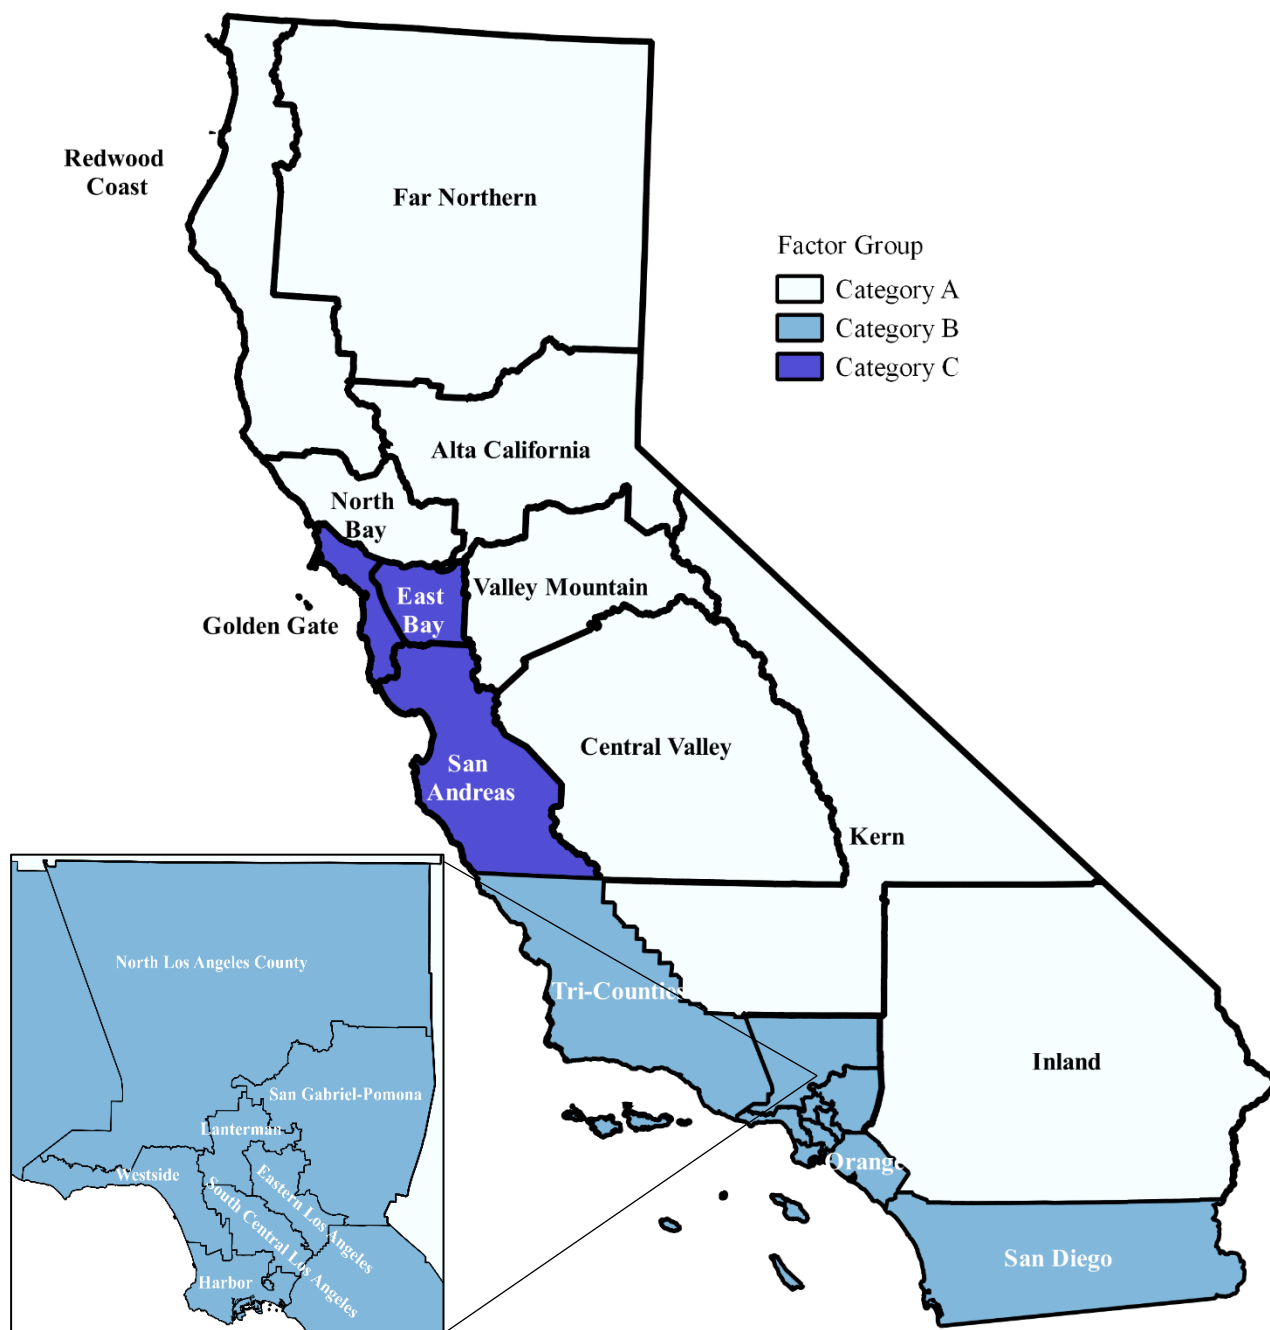 Redwood
Coast
Far Northern
Factor Group
Category A
Category B
Category C
Alta California
North
Bay
Valley Mountain
East
Bay
Golden Gate
Central Valley
San
Andreas
Kern
North Los Angeles County
Tri-Counties
Inland
San Gabriel-Pomona
Lanterman
Westside
Eastern Los Angeles
South Central Los Angeles
Harbor
Orange
San Diego